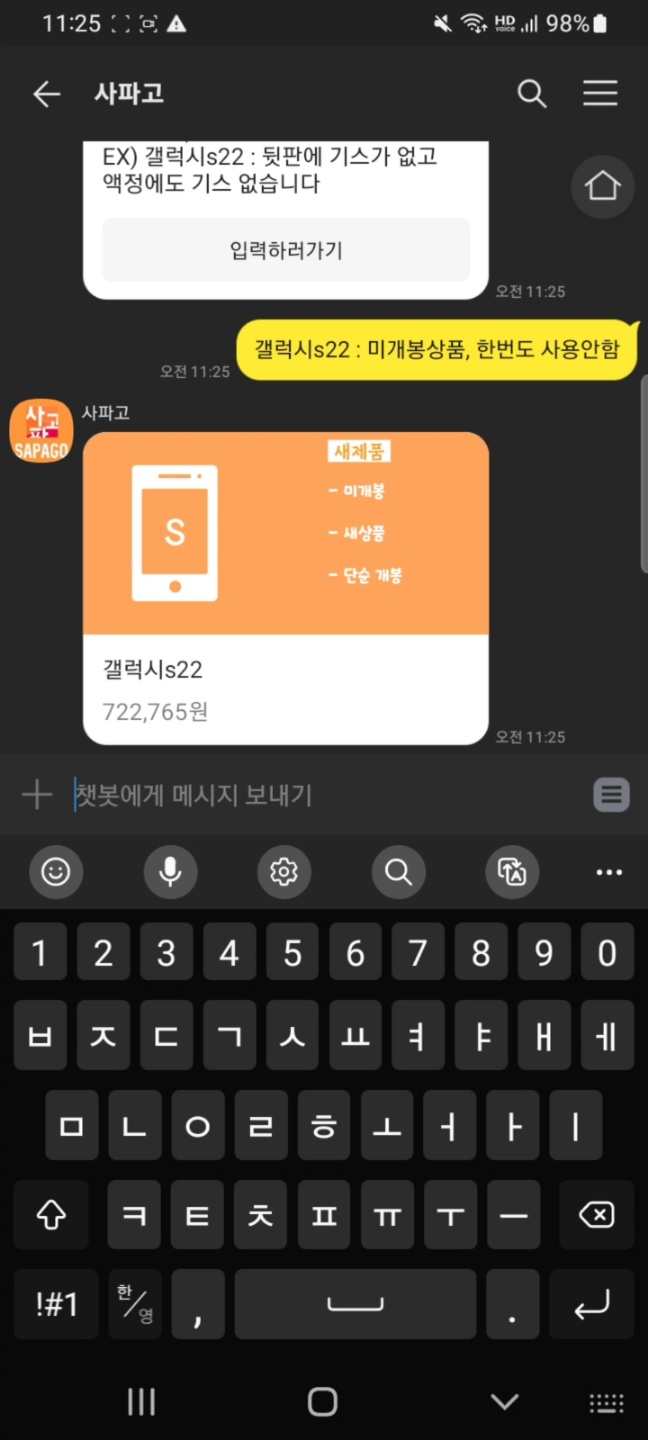 11:25
HD voice 98%
사파고
EX) 갤럭시s22 : 뒷판에 기스가 없고
액정에도 기스 없습니다
입력하러가기
오전 11:25
갤럭시s22 : 미개봉상품, 한번도 사용안함
오전 11:25
사고
파
SAPAGO
사파고
새제품
- 미개봉
S
- 새상품
- 단순 개봉
갤럭시s22
722,765원
오전 11:25
챗봇에게 메시지 보내기
1 2 3 4 5 6 7 8 9 0
ㅂ ㅈ ㄷ ㄱ ㅅ ㅛ ㅕ ㅑ ㅐ ㅔ
ㅁ ㄴ ㅇ ㄹ ㅎ ㅗ ㅓ ㅏ ㅣ
ㅋ ㅌ ㅊ ㅍ ㅠ ㅜ ㅡ
!#1 한/영 , .